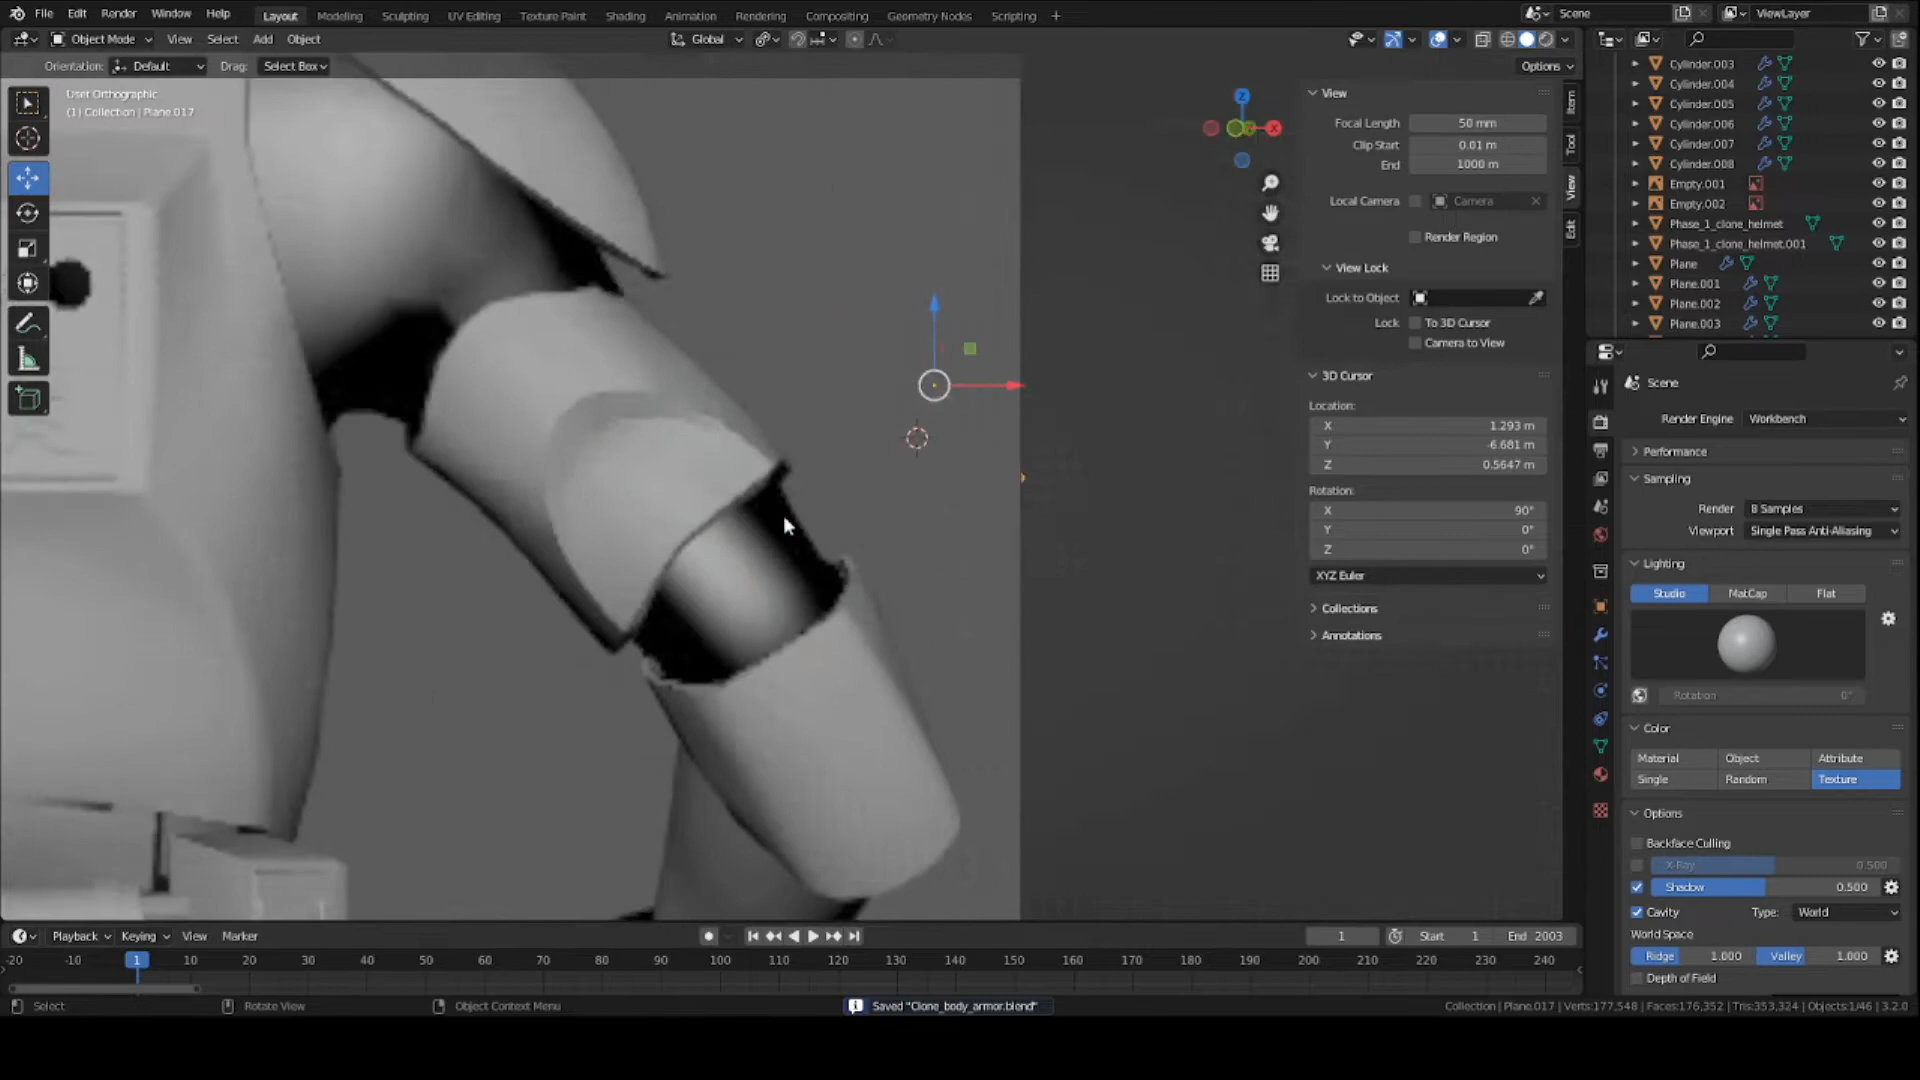 File Edit Render Window Help Layout Modeling Sculpting UV Editing Texture Paint Shading Animation Rendering Compositing Geometry Nodes Scripting + Scene ViewLayer
Object Mode View Select Add Object Global
Orientation: Default Drag: Select Box Options
User Orthographic
(1) Collection | Plane.017
Z
X
View
Focal Length 50 mm
Clip Start 0.01 m
End 1000 m
Local Camera Camera
Render Region
View Lock
Lock to Object
Lock To 3D Cursor
Camera to View
3D Cursor
Location:
X 1.293 m
Y -6.681 m
Z 0.5647 m
Rotation:
X 90°
Y 0°
Z 0°
XYZ Euler
Collections
Annotations
Item
Tool
View
Edit
Cylinder.003
Cylinder.004
Cylinder.005
Cylinder.006
Cylinder.007
Cylinder.008
Empty.001
Empty.002
Phase_1_clone_helmet
Phase_1_clone_helmet.001
Plane
Plane.001
Plane.002
Plane.003
Scene
Render Engine Workbench
Performance
Sampling
Render 8 Samples
Viewport Single Pass Anti-Aliasing
Lighting
Studio MatCap Flat
Rotation 0°
Color
Material Object Attribute
Single Random Texture
Options
Backface Culling
X-Ray 0.500
Shadow 0.500
Cavity Type: World
World Space
Ridge 1.000 Valley 1.000
Depth of Field
Playback Keying View Marker 1 Start 1 End 2003
-20 -10 1 10 20 30 40 50 60 70 80 90 100 110 120 130 140 150 160 170 180 190 200 210 220 230 240
Select Rotate View Object Context Menu Saved "Clone_body_armor.blend" Collection | Plane.017 | Verts:177,548 | Faces:176,352 | Tris:353,324 | Objects:1/46 | 3.2.0